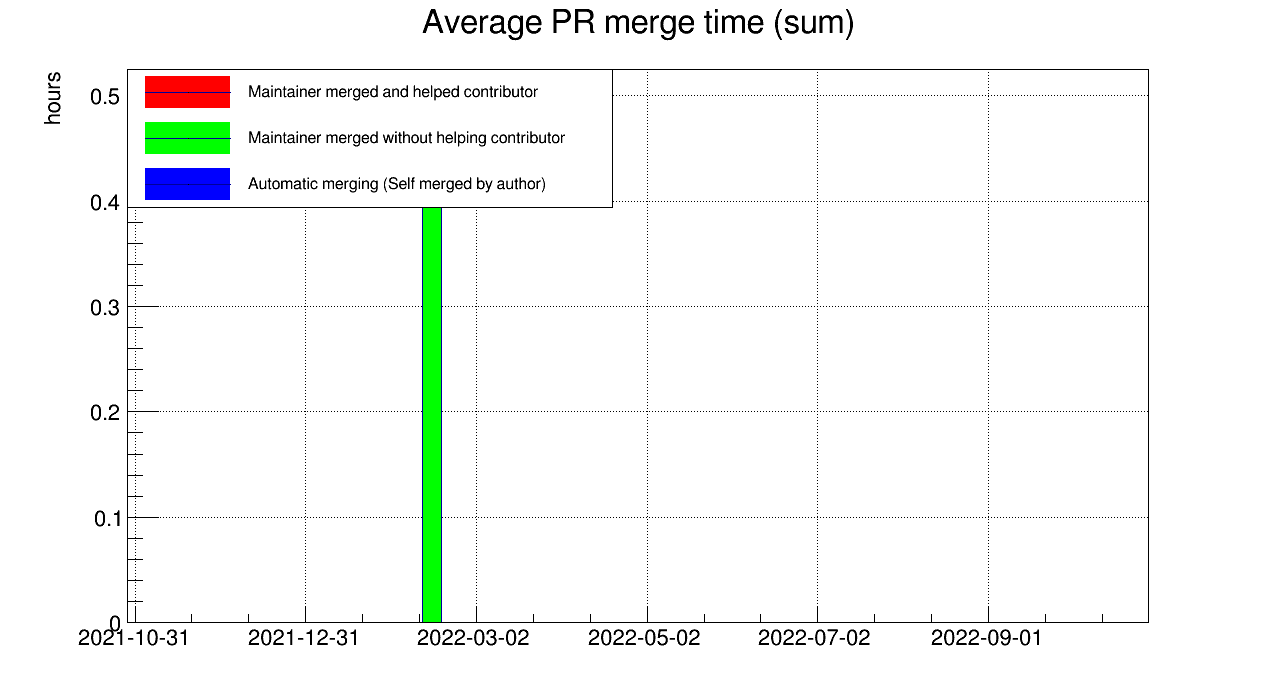 Average PR merge time (sum)
hours
Maintainer merged and helped contributor
Maintainer merged without helping contributor
Automatic merging (Self merged by author)
0.5
0.4
0.3
0.2
0.1
0
2021-10-31 2021-12-31 2022-03-02 2022-05-02 2022-07-02 2022-09-01